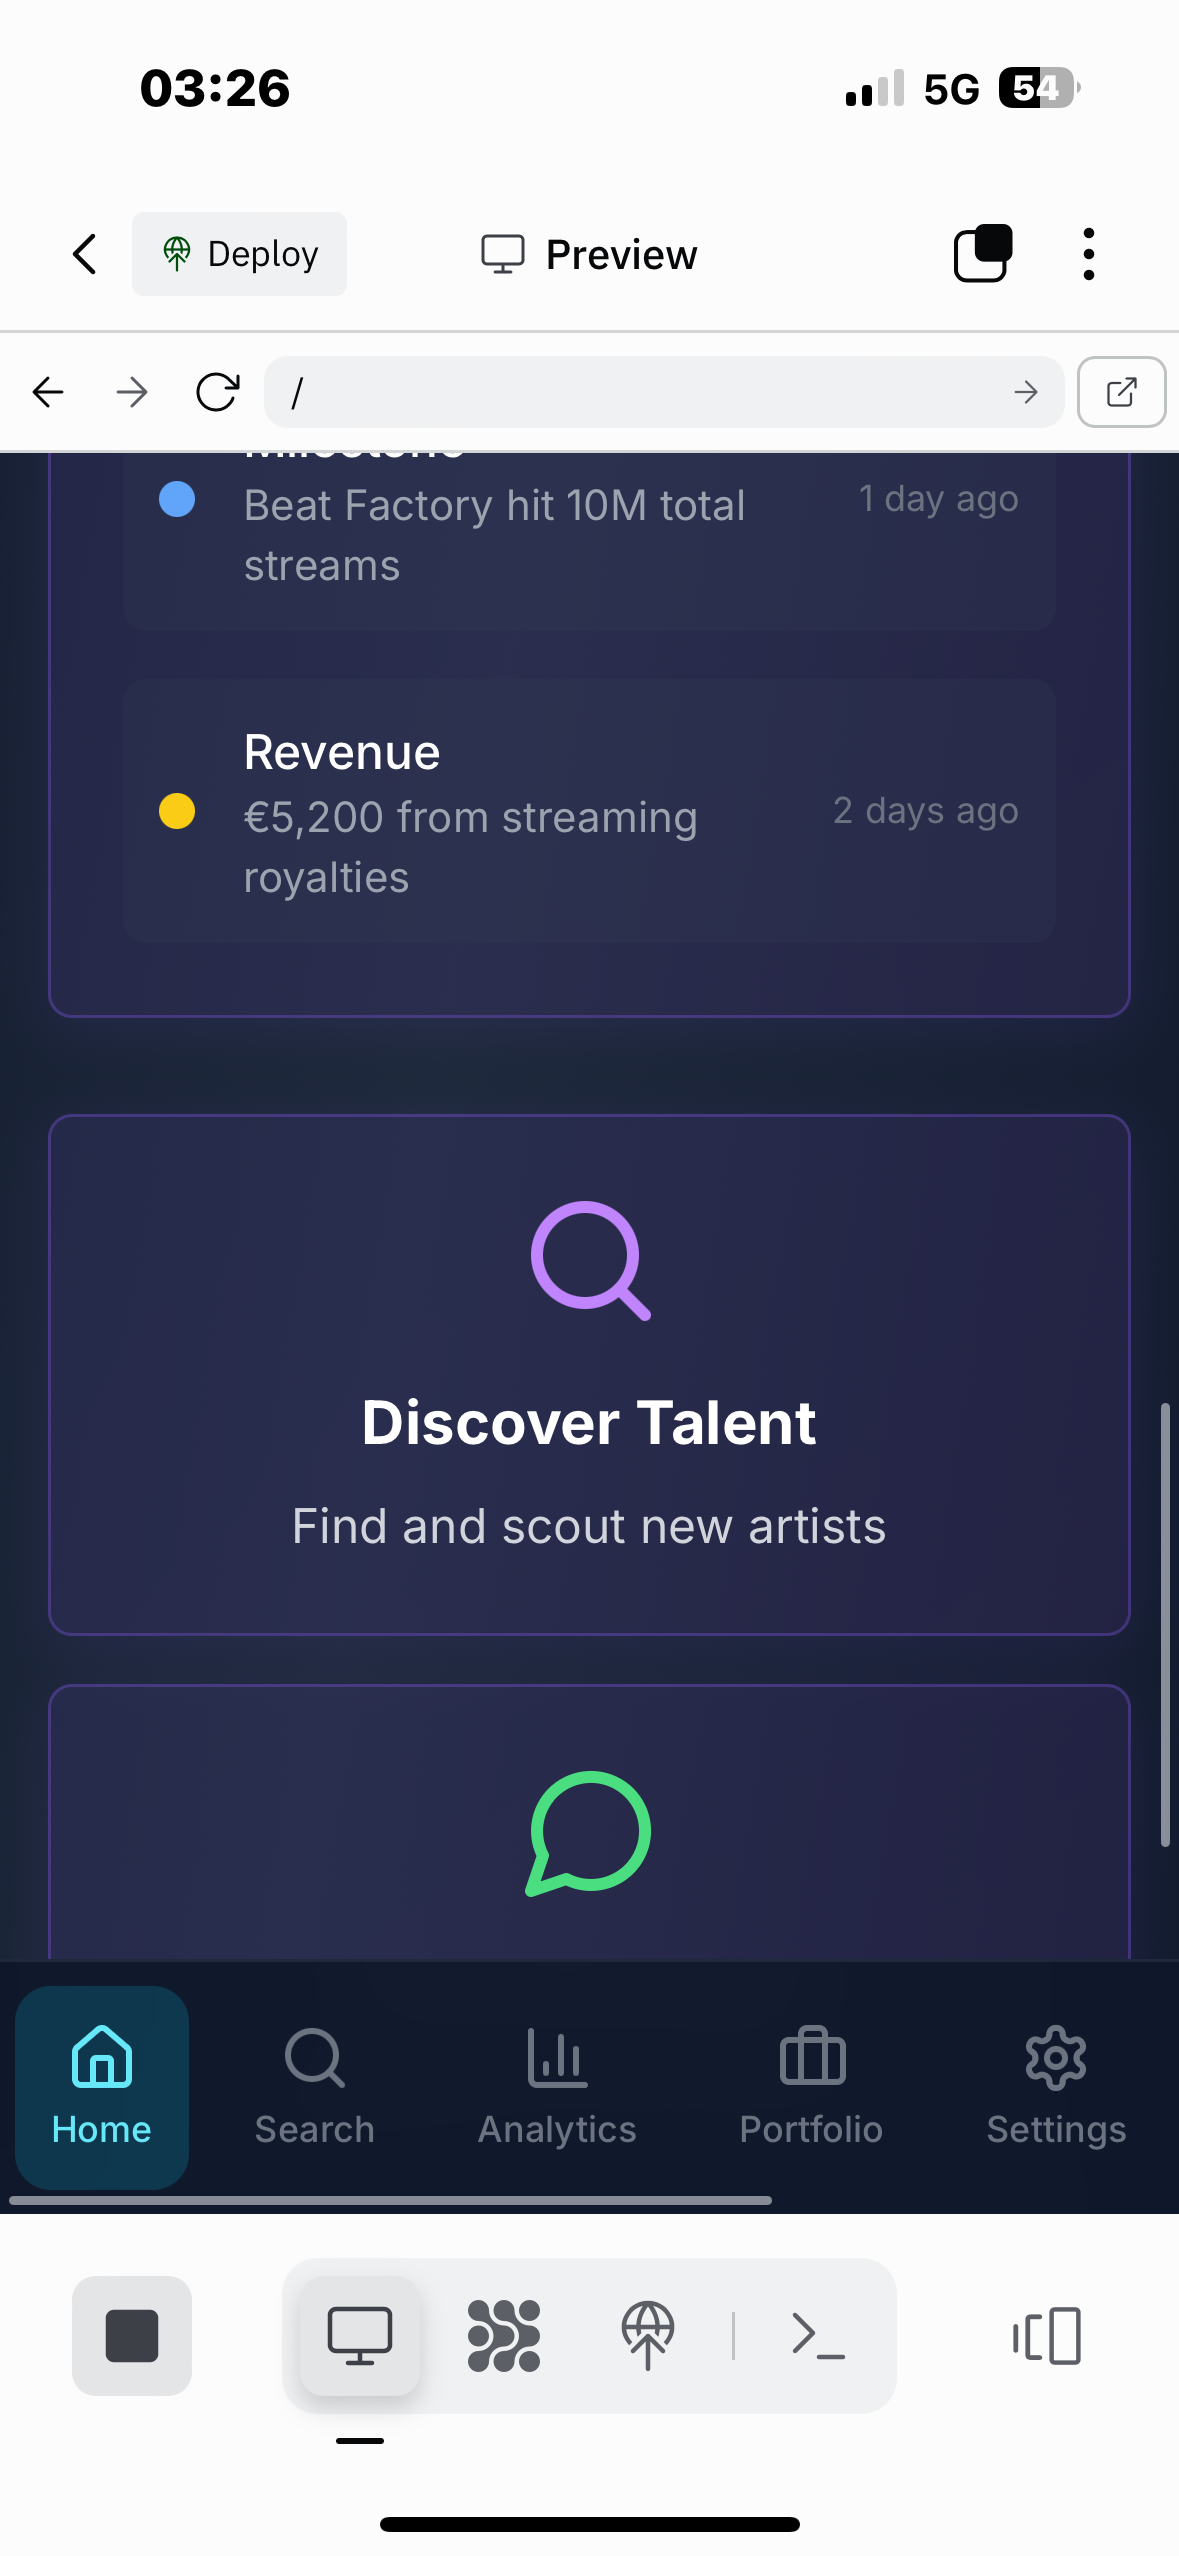 03:26
5G
54
Deploy
Preview
/
Milestone
Beat Factory hit 10M total
streams
1 day ago
Revenue
€5,200 from streaming
royalties
2 days ago
Discover Talent
Find and scout new artists
Home
Search
Analytics
Portfolio
Settings